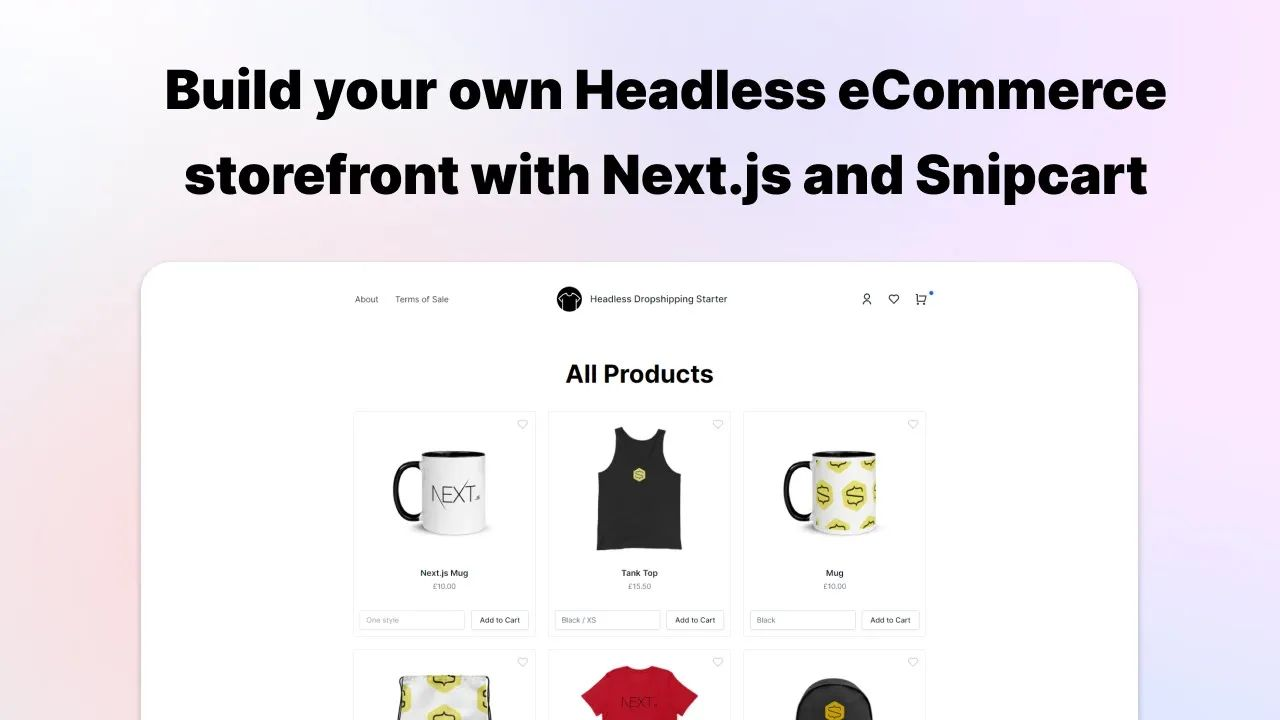 Build your own Headless eCommerce
storefront with Next.js and Snipcart
About Terms of Sale Headless Dropshipping Starter
All Products
NEXT.js
S S S
Next.js Mug Tank Top Mug
£10.00 £15.50 £10.00
One style Add to Cart Black / XS Add to Cart Black Add to Cart
NEXT.js